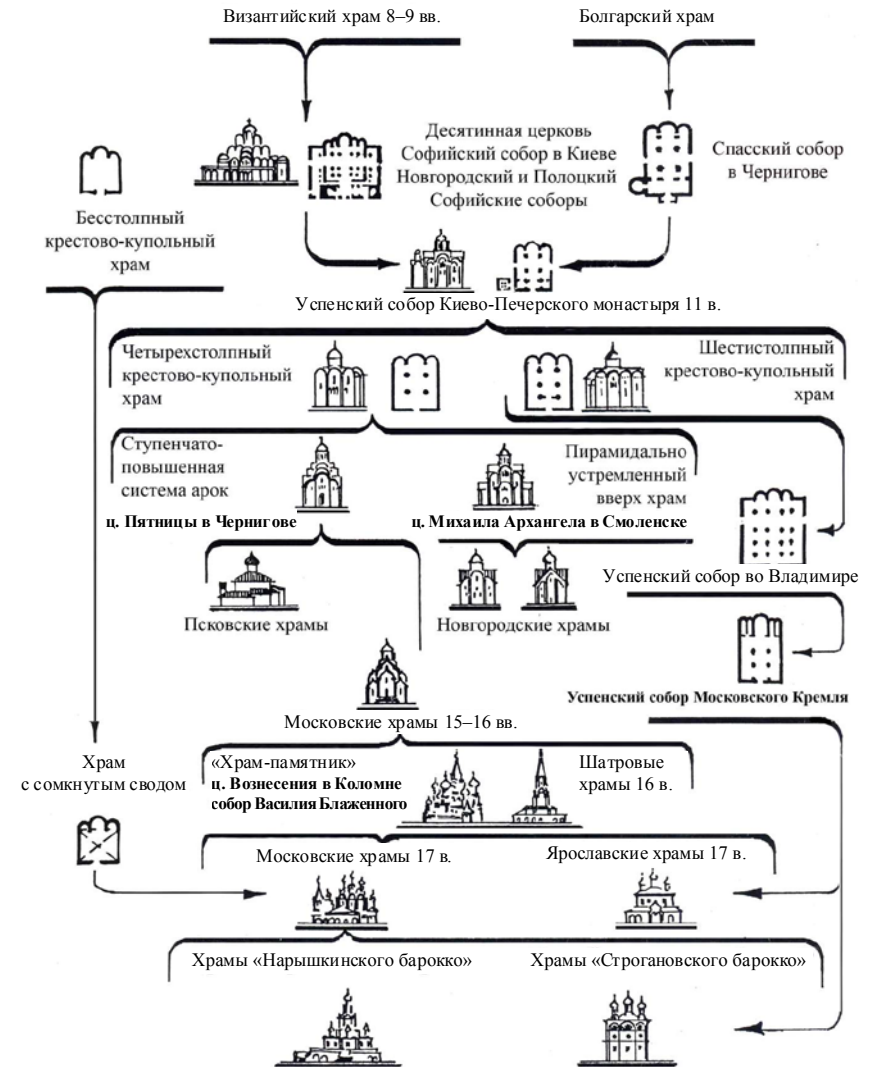 Византийский храм 8–9 вв.
Болгарский храм
Десятинная церковь
Софийский собор в Киеве
Новгородский и Полоцкий
Софийские соборы
Спасский собор
в Чернигове
Бесстолпный
крестово-купольный
храм
Успенский собор Киево-Печерского монастыря 11 в.
Четырехстолпный
крестово-купольный
храм
Шестистолпный
крестово-купольный
храм
Ступенчато-
повышенная
система арок
ц. Пятницы в Чернигове
Пирамидально
устремленный
вверх храм
ц. Михаила Архангела в Смоленске
Успенский собор во Владимире
Псковские храмы
Новгородские храмы
Успенский собор Московского Кремля
Московские храмы 15–16 вв.
Храм
с сомкнутым сводом
«Храм-памятник»
ц. Вознесения в Коломне
собор Василия Блаженного
Шатровые
храмы 16 в.
Московские храмы 17 в.
Ярославские храмы 17 в.
Храмы «Нарышкинского барокко»
Храмы «Строгановского барокко»